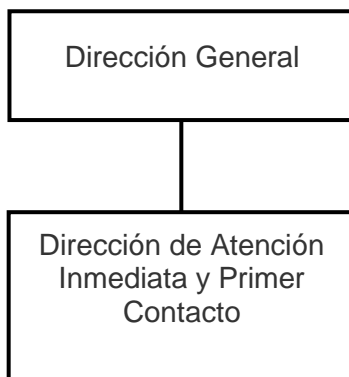 Dirección General
Dirección de Atención
Inmediata y Primer
Contacto